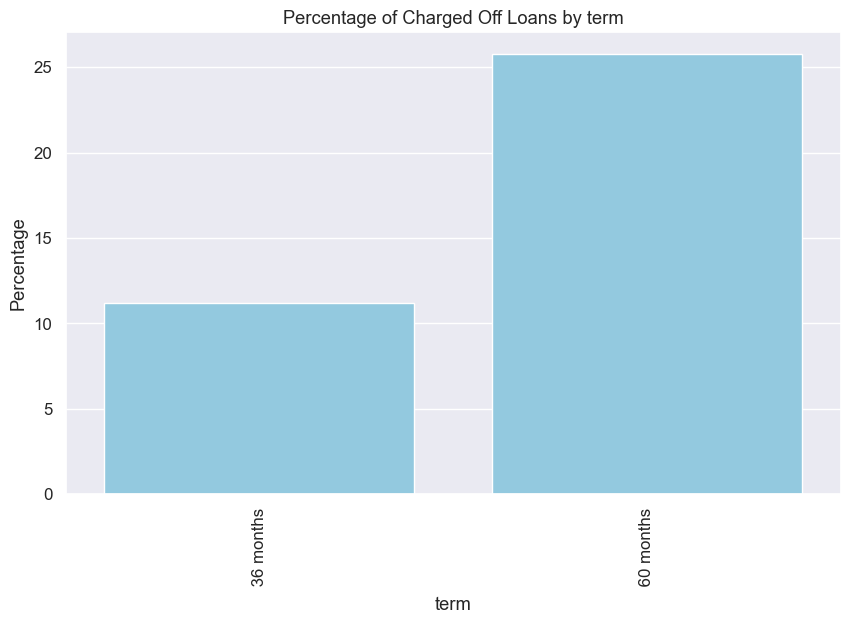 Percentage of Charged Off Loans by term
25
20
15
10
5
0
Percentage
36 months
60 months
term